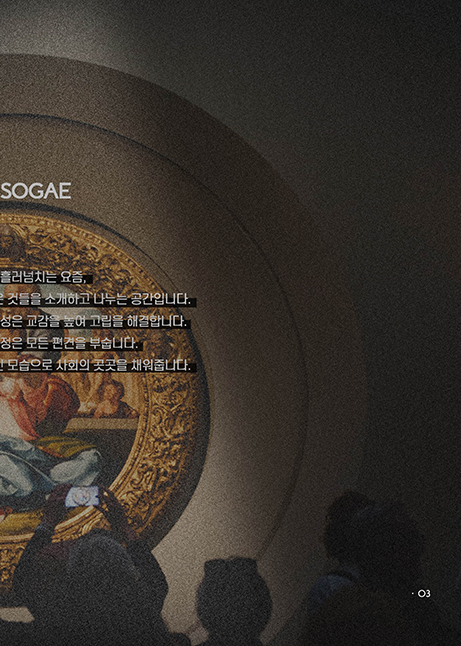 SOGAE
흘러넘치는 요즘,
것들을 소개하고 나누는 공간입니다.
성은 교감을 높여 고립을 해결합니다.
정은 모든 편견을 부숩니다.
모습으로 차회의 곳곳을 채워줍니다.
· 03